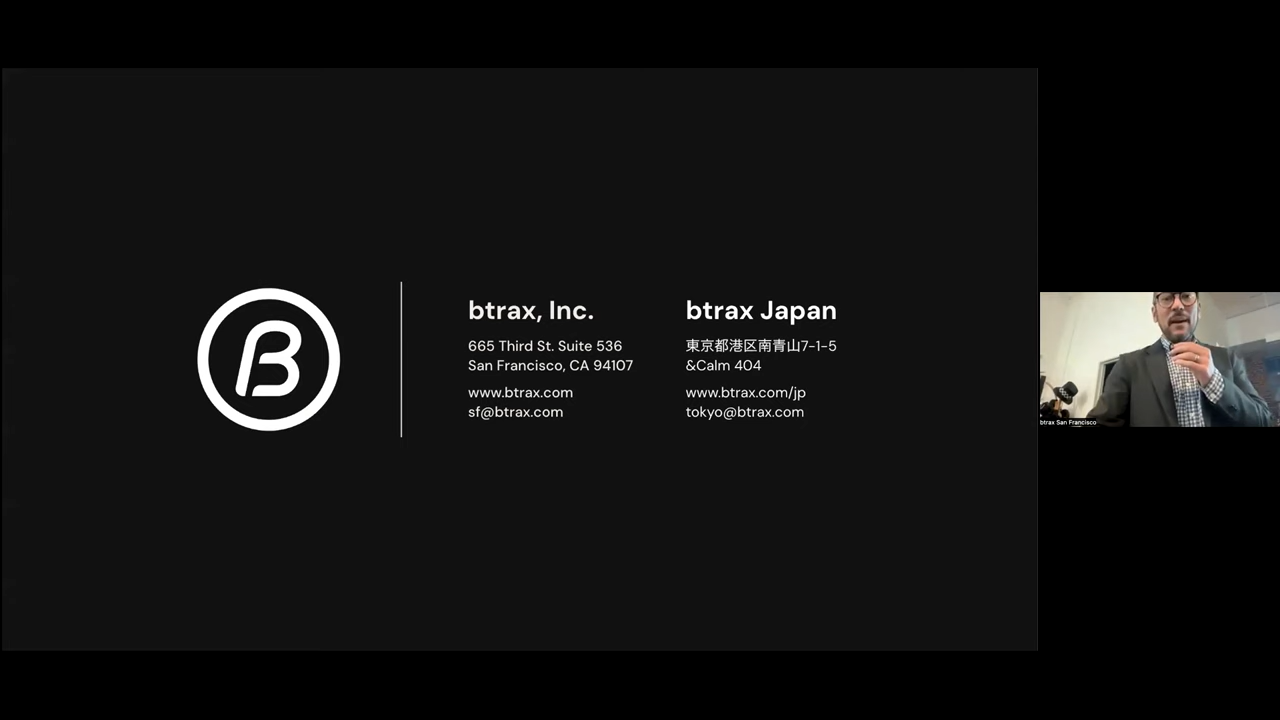 btrax, Inc.
665 Third St. Suite 536
San Francisco, CA 94107
www.btrax.com
sf@btrax.com
btrax Japan
東京都港区南青山7-1-5
&Calm 404
www.btrax.com/jp
tokyo@btrax.com
btrax San Francisco